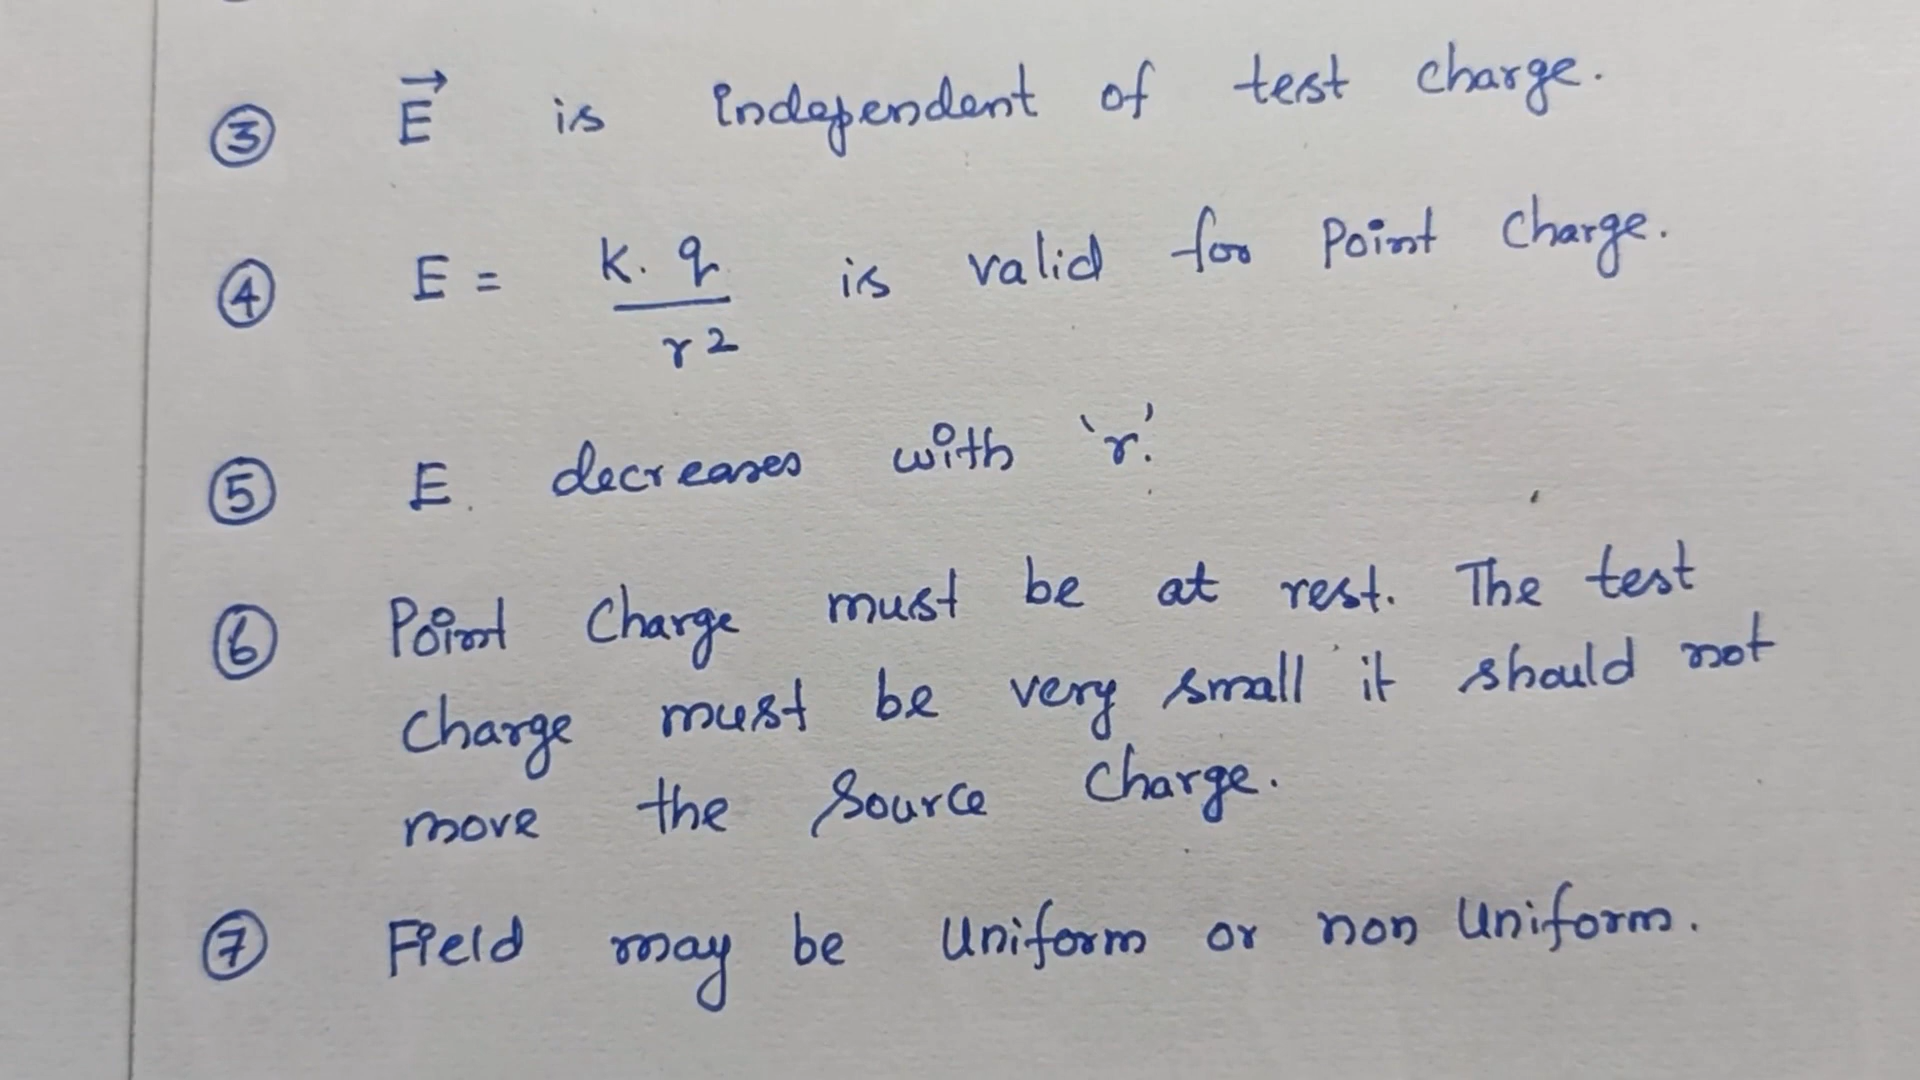 ③ E⃗ is independent of test charge.
④ E = K. q / r2 is valid for Point Charge.
⑤ E. decreases with 'r'.
⑥ Point Charge must be at rest. The test
charge must be very small it should not
move the Source Charge.
⑦ Field may be Uniform or non Uniform.